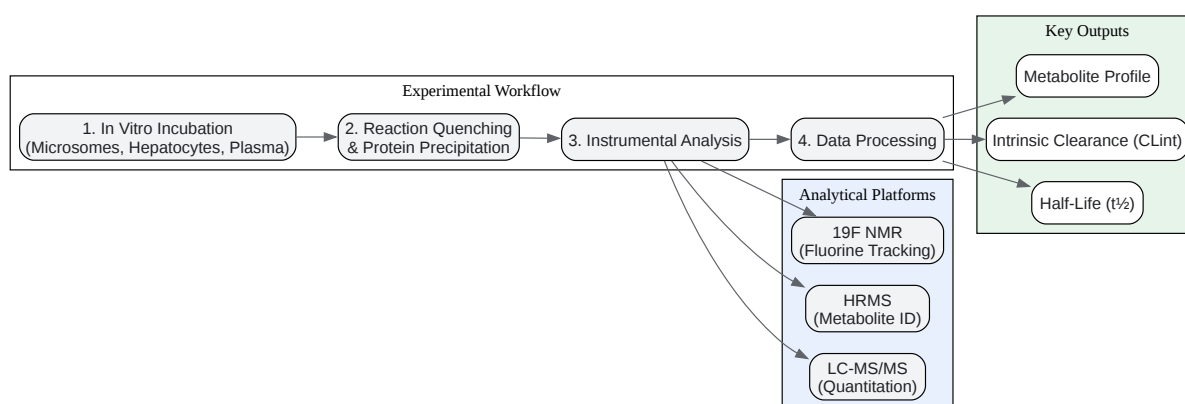 Key Outputs
Metabolite Profile
Experimental Workflow
1. In Vitro Incubation
(Microsomes, Hepatocytes, Plasma)
2. Reaction Quenching
& Protein Precipitation
3. Instrumental Analysis
4. Data Processing
Intrinsic Clearance (CLint)
Half-Life (t½)
Analytical Platforms
19F NMR
(Fluorine Tracking)
HRMS
(Metabolite ID)
LC-MS/MS
(Quantitation)